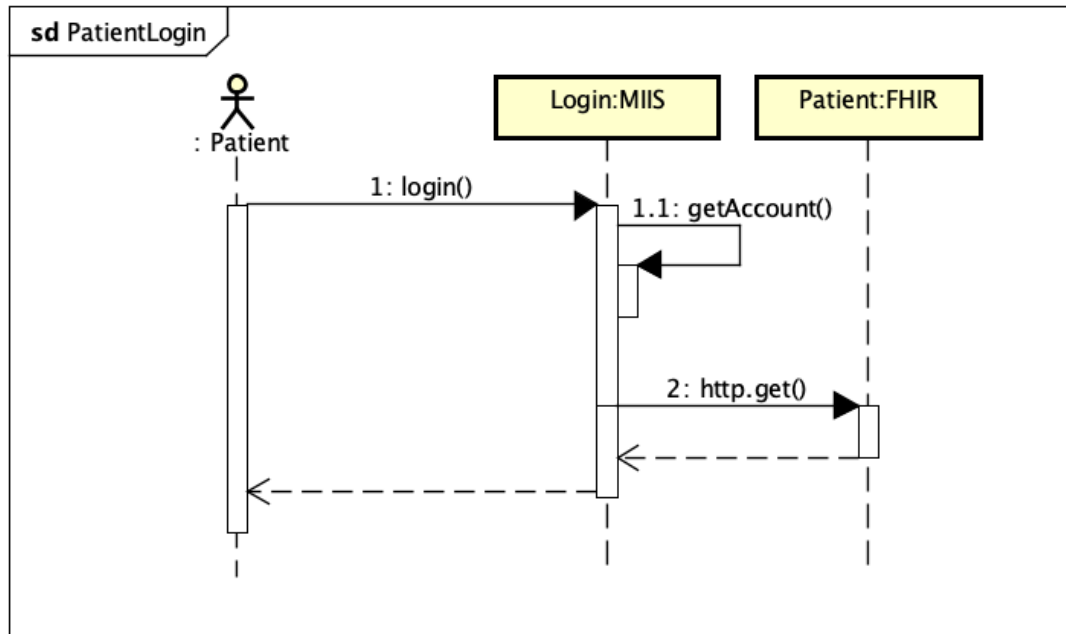 sd PatientLogin
Login:MIIS
Patient:FHIR
: Patient
1: login()
1.1: getAccount()
2: http.get()